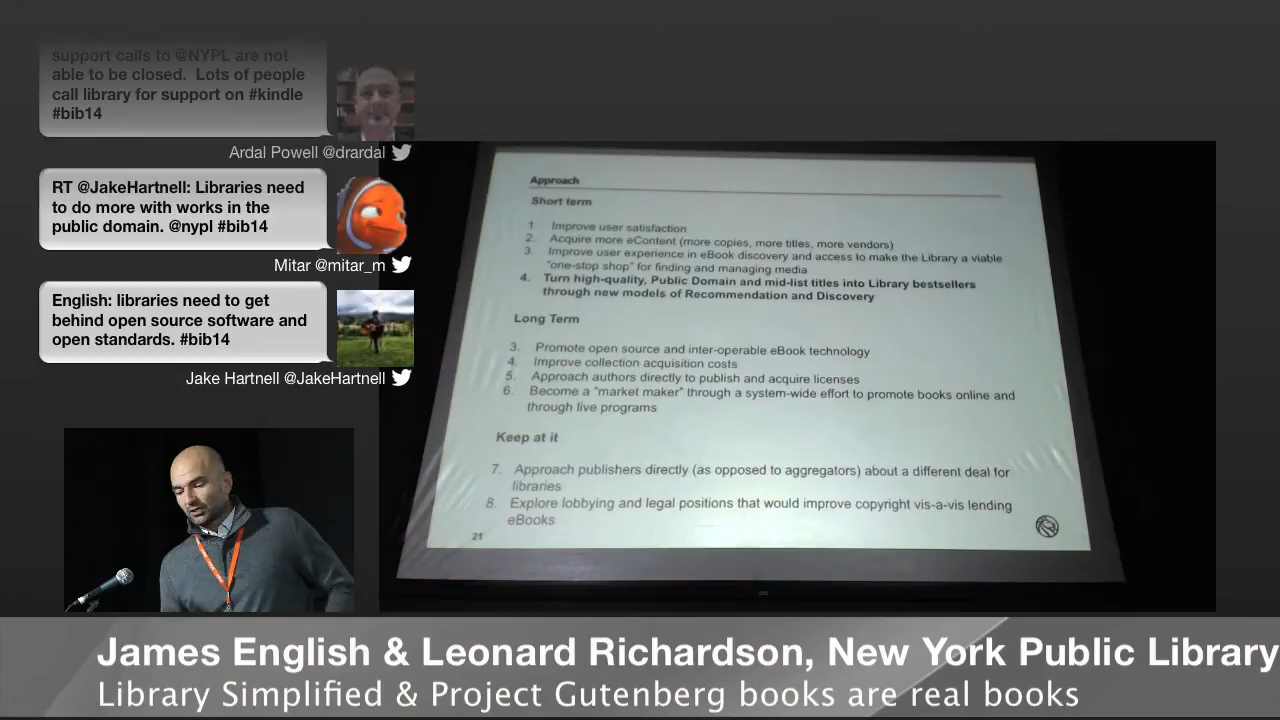 support calls to @NYPL are not
able to be closed.  Lots of people
call library for support on #kindle
#bib14
Ardal Powell @drardal
RT @JakeHartnell: Libraries need
to do more with works in the
public domain. @nypl #bib14
Mitar @mitar_m
English: libraries need to get
behind open source software and
open standards. #bib14
Jake Hartnell @JakeHartnell
Approach
Short term
1. Improve user satisfaction
2. Acquire more eContent (more copies, more titles, more vendors)
3. Improve user experience in eBook discovery and access to make the Library a viable
"one-stop shop" for finding and managing media
4. Turn high-quality, Public Domain and mid-list titles into Library bestsellers
through new models of Recommendation and Discovery
Long Term
3. Promote open source and inter-operable eBook technology
4. Improve collection acquisition costs
5. Approach authors directly to publish and acquire licenses
6. Become a "market maker" through a system-wide effort to promote books online and
through live programs
Keep at it
7. Approach publishers directly (as opposed to aggregators) about a different deal for
libraries
8. Explore lobbying and legal positions that would improve copyright vis-a-vis lending
eBooks
21
James English & Leonard Richardson, New York Public Library
Library Simplified & Project Gutenberg books are real books